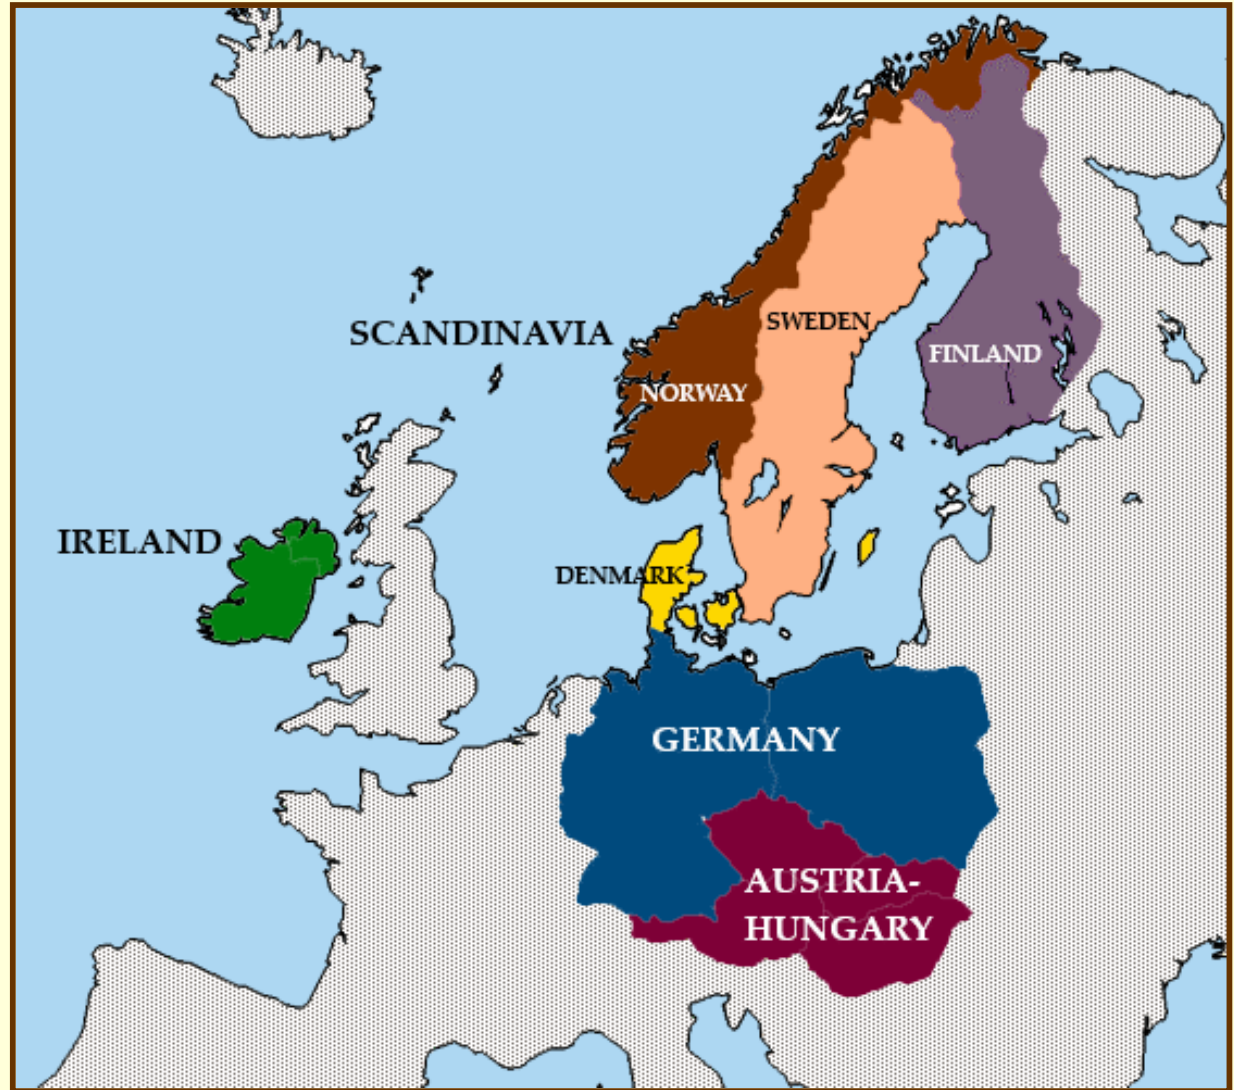 SWEDEN
SCANDINAVIA
FINLAND
NORWAY
IRELAND
DENMARK
GERMANY
AUSTRIA-
HUNGARY